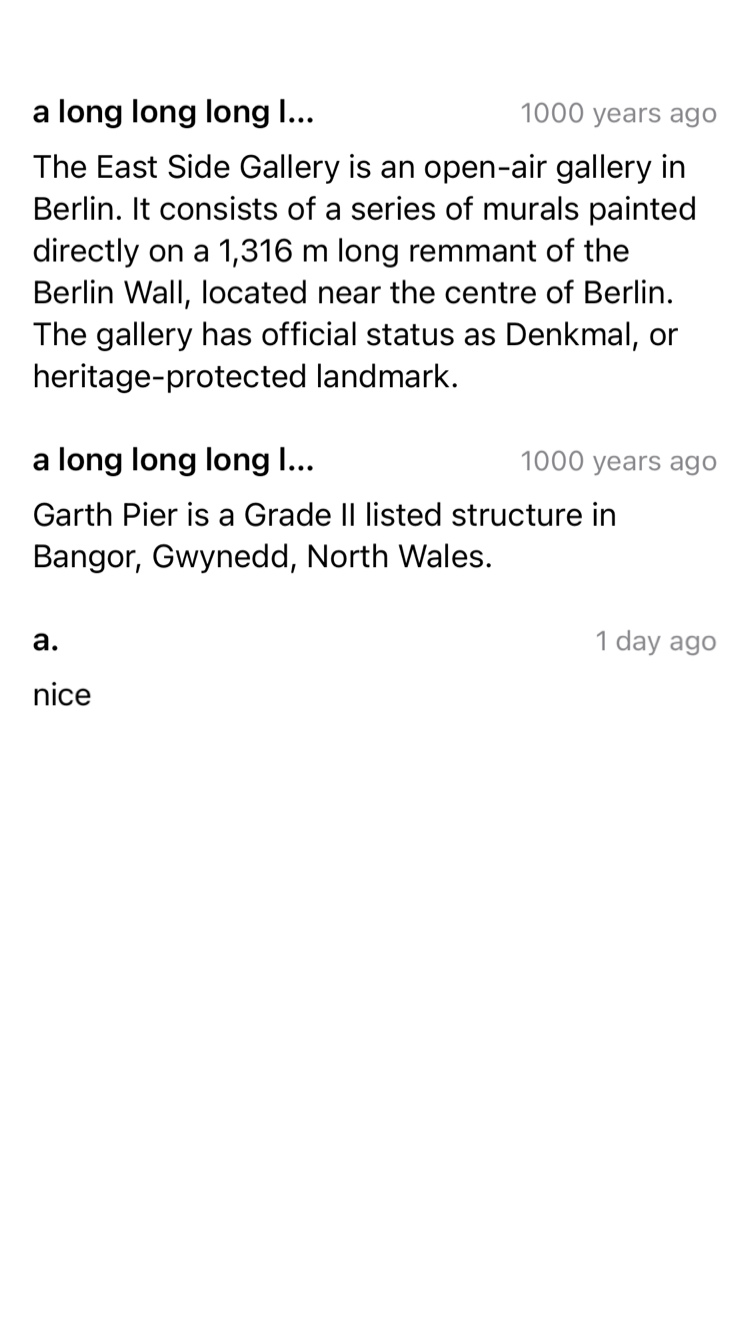 a long long long l...
1000 years ago
The East Side Gallery is an open-air gallery in
Berlin. It consists of a series of murals painted
directly on a 1,316 m long remmant of the
Berlin Wall, located near the centre of Berlin.
The gallery has official status as Denkmal, or
heritage-protected landmark.
a long long long l...
1000 years ago
Garth Pier is a Grade II listed structure in
Bangor, Gwynedd, North Wales.
a.
1 day ago
nice